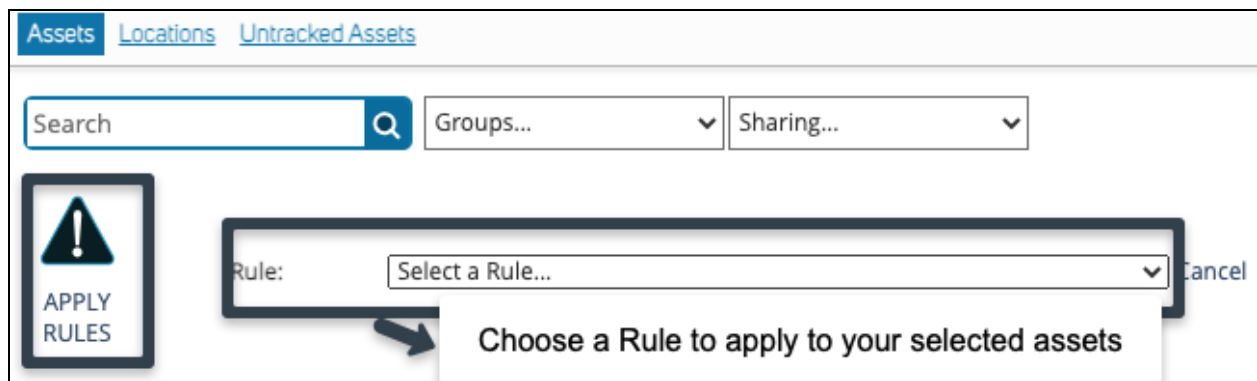 Assets Locations Untracked Assets
Search Groups... Sharing...
APPLY
RULES
Rule: Select a Rule... Cancel
Choose a Rule to apply to your selected assets